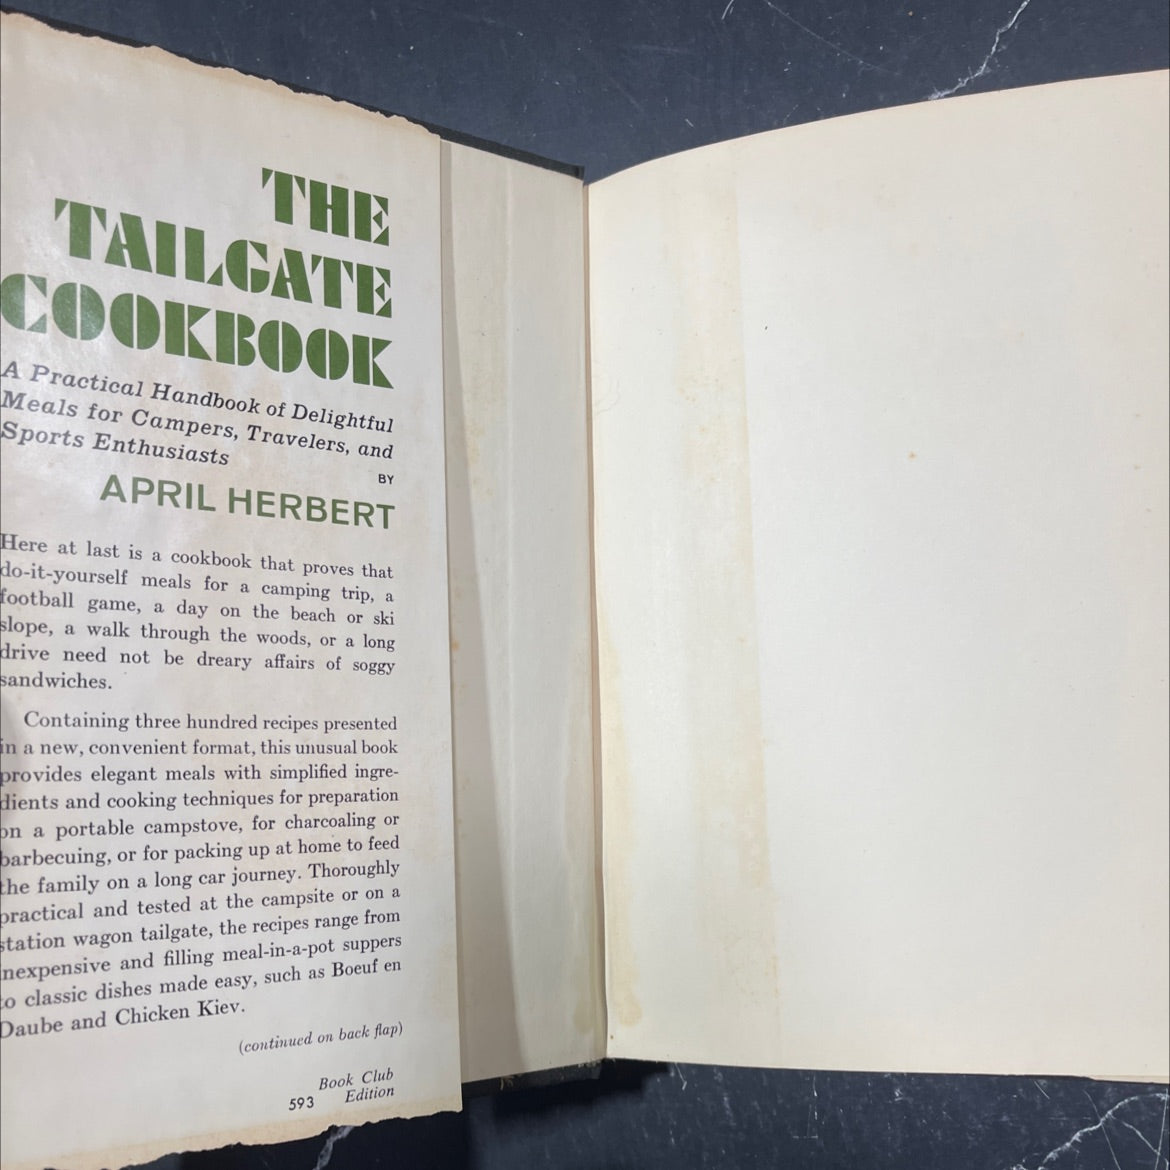 THE
TAILGATE
COOKBOOK
A Practical Handbook of Delightful
Meals for Campers, Travelers, and
Sports Enthusiasts
BY
APRIL HERBERT
Here at last is a cookbook that proves that
do-it-yourself meals for a camping trip, a
football game, a day on the beach or ski
slope, a walk through the woods, or a long
drive need not be dreary affairs of soggy
sandwiches.
Containing three hundred recipes presented
in a new, convenient format, this unusual book
provides elegant meals with simplified ingre-
dients and cooking techniques for preparation
on a portable campstove, for charcoaling or
barbecuing, or for packing up at home to feed
the family on a long car journey. Thoroughly
practical and tested at the campsite or on a
station wagon tailgate, the recipes range from
inexpensive and filling meal-in-a-pot suppers
to classic dishes made easy, such as Boeuf en
Daube and Chicken Kiev.
(continued on back flap)
Book Club
593 Edition